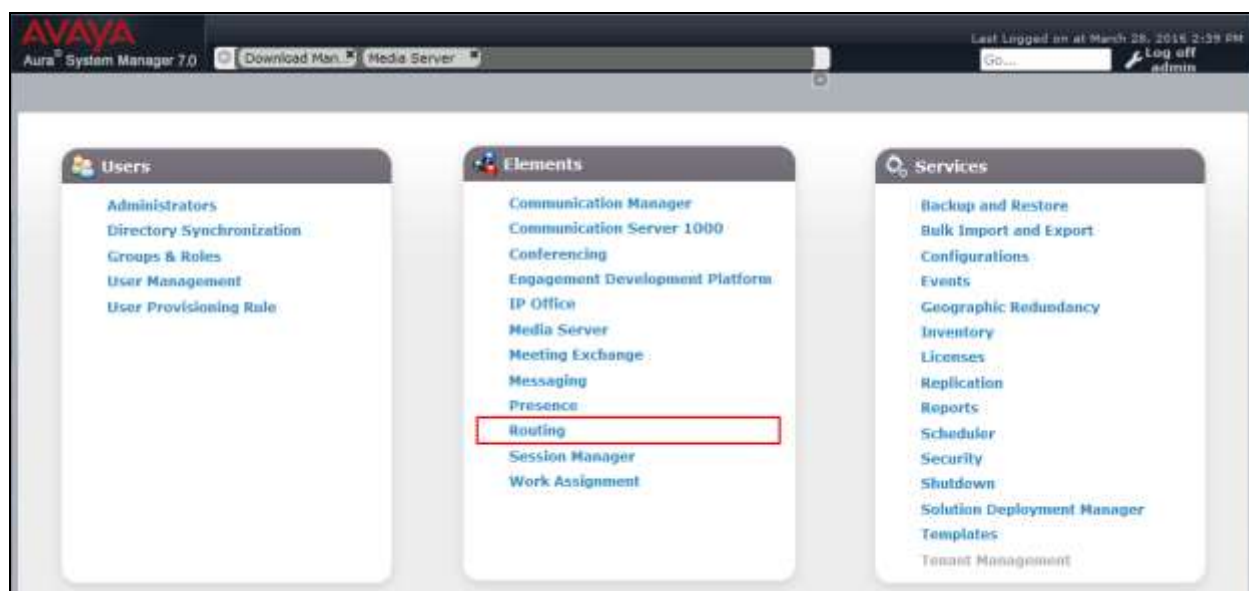 AVAYA
Last Logged on at March 28, 2016 2:39 PM
Aura® System Manager 7.0
Download Man...
Media Server
Go...
Log off admin
Users
Administrators
Directory Synchronization
Groups & Roles
User Management
User Provisioning Rule
Elements
Communication Manager
Communication Server 1000
Conferencing
Engagement Development Platform
IP Office
Media Server
Meeting Exchange
Messaging
Presence
Routing
Session Manager
Work Assignment
Services
Backup and Restore
Bulk Import and Export
Configurations
Events
Geographic Redundancy
Inventory
Licenses
Replication
Reports
Scheduler
Security
Shutdown
Solution Deployment Manager
Templates
Tenant Management